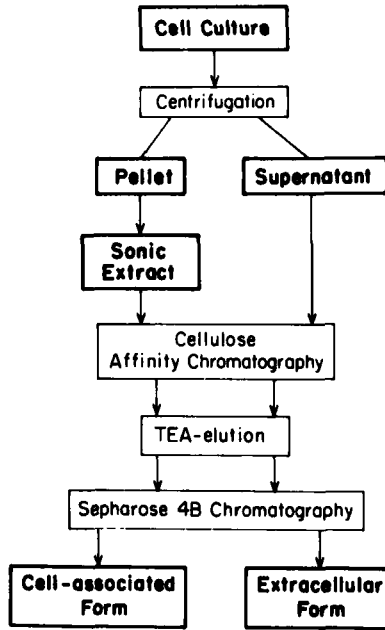 Cell Culture
Centrifugation
Pellet
Supernatant
Sonic
Extract
Cellulose
Affinity Chromatography
TEA-elution
Sepharose 4B Chromatography
Cell-associated
Form
Extracellular
Form